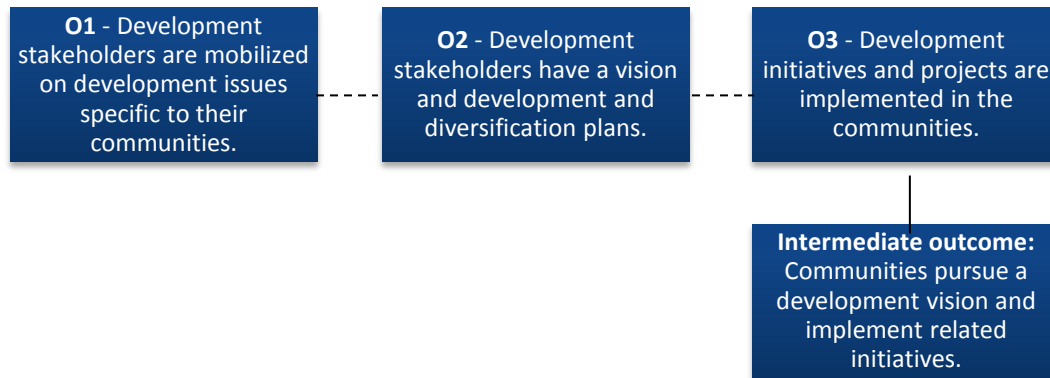 O1 - Development
stakeholders are mobilized
on development issues
specific to their
communities.
O2 - Development
stakeholders have a vision
and development and
diversification plans.
O3 - Development
initiatives and projects are
implemented in the
communities.
Intermediate outcome:
Communities pursue a
development vision and
implement related
initiatives.